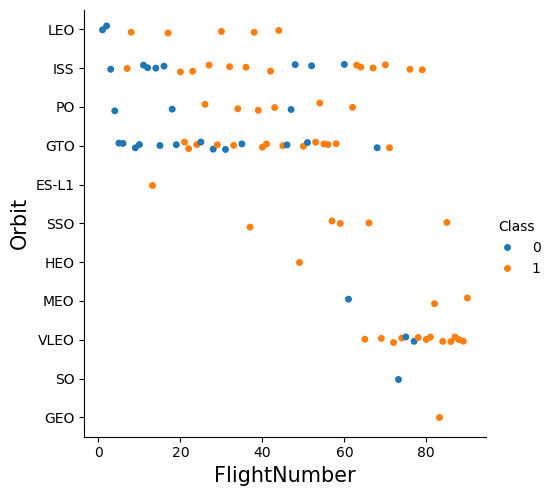 LEO
ISS
PO
GTO
ES-L1
SSO
HEO
MEO
VLEO
SO
GEO
Orbit
0 20 40 60 80
FlightNumber
Class
0
1